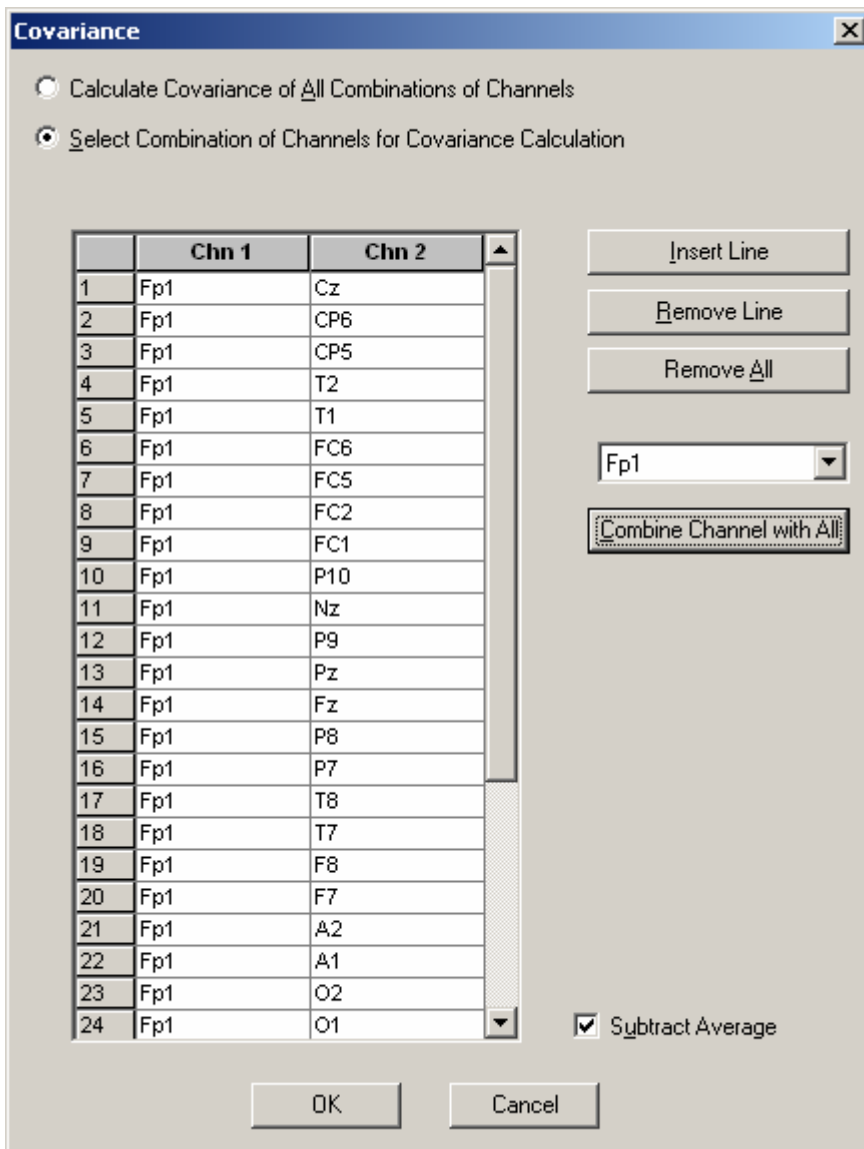 Covariance
Calculate Covariance of All Combinations of Channels
Select Combination of Channels for Covariance Calculation
Chn 1 Chn 2
1 Fp1 Cz
2 Fp1 CP6
3 Fp1 CP5
4 Fp1 T2
5 Fp1 T1
6 Fp1 FC6
7 Fp1 FC5
8 Fp1 FC2
9 Fp1 FC1
10 Fp1 P10
11 Fp1 Nz
12 Fp1 P9
13 Fp1 Pz
14 Fp1 Fz
15 Fp1 P8
16 Fp1 P7
17 Fp1 T8
18 Fp1 T7
19 Fp1 F8
20 Fp1 F7
21 Fp1 A2
22 Fp1 A1
23 Fp1 O2
24 Fp1 O1
Insert Line
Remove Line
Remove All
Fp1
Combine Channel with All
Subtract Average
OK Cancel